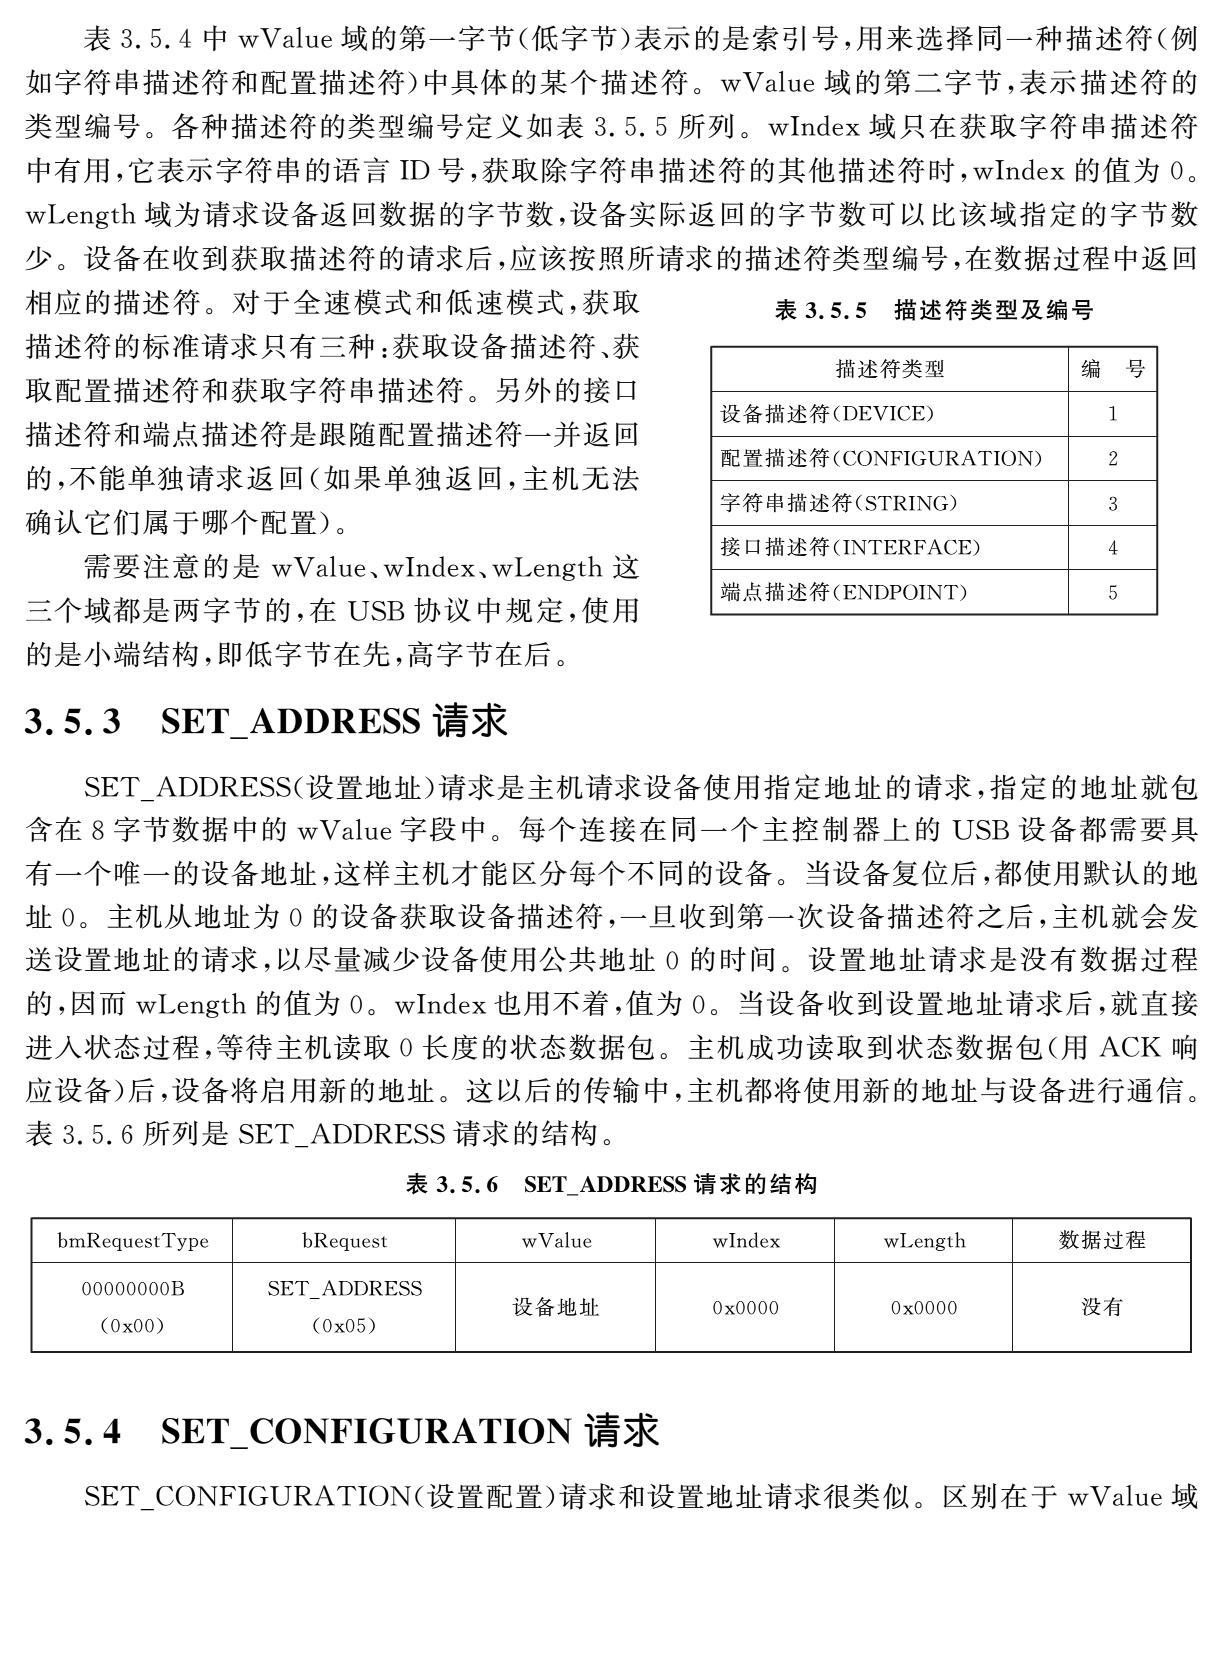 表 3.5.4 中 wValue 域的第一字节(低字节)表示的是索引号,用来选择同一种描述符(例
如字符串描述符和配置描述符)中具体的某个描述符。wValue 域的第二字节,表示描述符的
类型编号。各种描述符的类型编号定义如表 3.5.5 所列。wIndex 域只在获取字符串描述符
中有用,它表示字符串的语言 ID 号,获取除字符串描述符的其他描述符时,wIndex 的值为 0。
wLength 域为请求设备返回数据的字节数,设备实际返回的字节数可以比该域指定的字节数
少。设备在收到获取描述符的请求后,应该按照所请求的描述符类型编号,在数据过程中返回
相应的描述符。对于全速模式和低速模式,获取
描述符的标准请求只有三种:获取设备描述符、获
取配置描述符和获取字符串描述符。另外的接口
描述符和端点描述符是跟随配置描述符一并返回
的,不能单独请求返回(如果单独返回,主机无法
确认它们属于哪个配置)。
需要注意的是 wValue、wIndex、wLength 这
三个域都是两字节的,在 USB 协议中规定,使用
的是小端结构,即低字节在先,高字节在后。
表 3.5.5 描述符类型及编号
描述符类型 编 号
设备描述符(DEVICE) 1
配置描述符(CONFIGURATION) 2
字符串描述符(STRING) 3
接口描述符(INTERFACE) 4
端点描述符(ENDPOINT) 5
3.5.3 SET_ADDRESS 请求
SET_ADDRESS(设置地址)请求是主机请求设备使用指定地址的请求,指定的地址就包
含在 8 字节数据中的 wValue 字段中。每个连接在同一个主控制器上的 USB 设备都需要具
有一个唯一的设备地址,这样主机才能区分每个不同的设备。当设备复位后,都使用默认的地
址 0。主机从地址为 0 的设备获取设备描述符,一旦收到第一次设备描述符之后,主机就会发
送设置地址的请求,以尽量减少设备使用公共地址 0 的时间。设置地址请求是没有数据过程
的,因而 wLength 的值为 0。wIndex 也用不着,值为 0。当设备收到设置地址请求后,就直接
进入状态过程,等待主机读取 0 长度的状态数据包。主机成功读取到状态数据包(用 ACK 响
应设备)后,设备将启用新的地址。这以后的传输中,主机都将使用新的地址与设备进行通信。
表 3.5.6 所列是 SET_ADDRESS 请求的结构。
表 3.5.6 SET_ADDRESS 请求的结构
bmRequestType bRequest wValue wIndex wLength 数据过程
00000000B SET_ADDRESS
设备地址 0x0000 0x0000 没有
(0x00) (0x05)
3.5.4 SET_CONFIGURATION 请求
SET_CONFIGURATION(设置配置)请求和设置地址请求很类似。区别在于 wValue 域